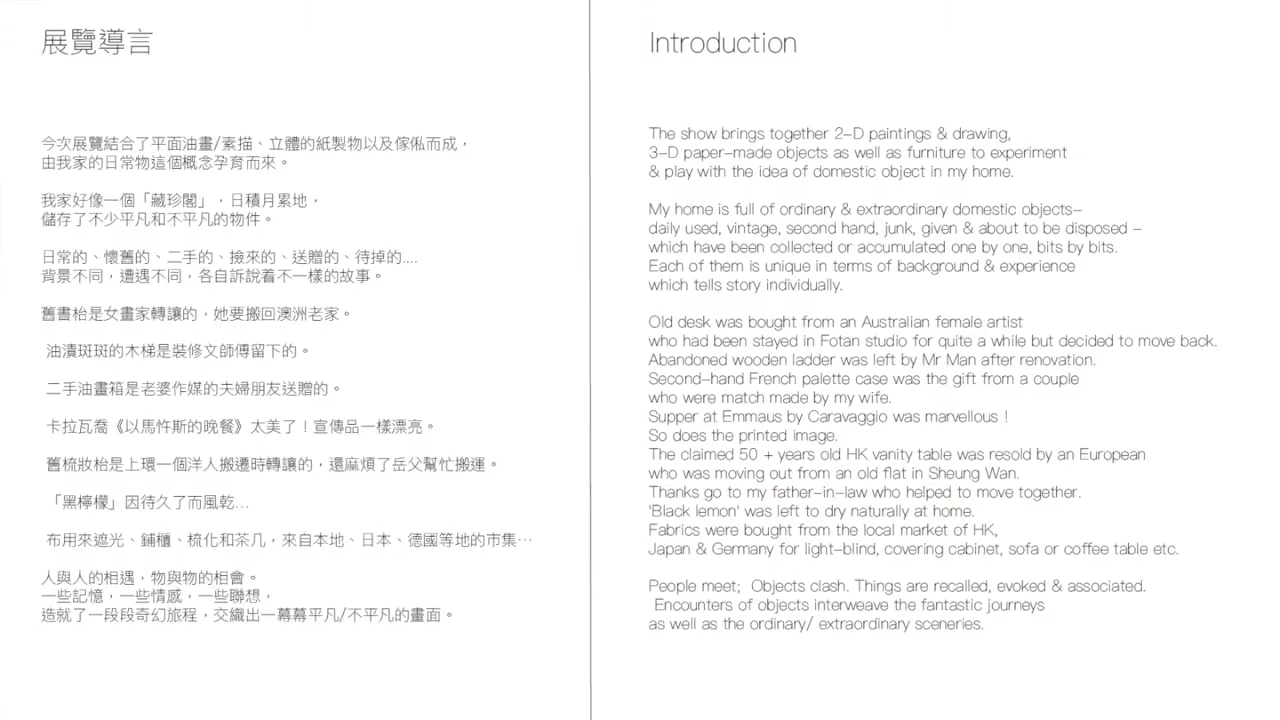 展覽導言
今次展覽結合了平面油畫/素描、立體的紙製物以及傢俬而成，
由我家的日常物這個概念孕育而來。
我家好像一個「藏珍閣」，日積月累地，
儲存了不少平凡和不平凡的物件。
日常的、懷舊的、二手的、撿來的、送贈的、待掉的....
背景不同，遭遇不同，各自訴說着不一樣的故事。
舊書枱是女畫家轉讓的，她要搬回澳洲老家。
油漬斑斑的木梯是裝修文師傅留下的。
二手油畫箱是老婆作媒的夫婦朋友送贈的。
卡拉瓦喬《以馬忤斯的晚餐》太美了！宣傳品一樣漂亮。
舊梳妝枱是上環一個洋人搬遷時轉讓的，還麻煩了岳父幫忙搬運。
「黑檸檬」因待久了而風乾...
布用來遮光、鋪櫃、梳化和茶几，來自本地、日本、德國等地的市集…
人與人的相遇，物與物的相會。
一些記憶，一些情感，一些聯想，
造就了一段段奇幻旅程，交織出一幕幕平凡/不平凡的畫面。
Introduction
The show brings together 2-D paintings & drawing,
3-D paper-made objects as well as furniture to experiment
& play with the idea of domestic object in my home.
My home is full of ordinary & extraordinary domestic objects-
daily used, vintage, second hand, junk, given & about to be disposed -
which have been collected or accumulated one by one, bits by bits.
Each of them is unique in terms of background & experience
which tells story individually.
Old desk was bought from an Australian female artist
who had been stayed in Fotan studio for quite a while but decided to move back.
Abandoned wooden ladder was left by Mr Man after renovation.
Second-hand French palette case was the gift from a couple
who were match made by my wife.
Supper at Emmaus by Caravaggio was marvellous !
So does the printed image.
The claimed 50 + years old HK vanity table was resold by an European
who was moving out from an old flat in Sheung Wan.
Thanks go to my father-in-law who helped to move together.
'Black lemon' was left to dry naturally at home.
Fabrics were bought from the local market of HK,
Japan & Germany for light-blind, covering cabinet, sofa or coffee table etc.
People meet;  Objects clash. Things are recalled, evoked & associated.
Encounters of objects interweave the fantastic journeys
as well as the ordinary/ extraordinary sceneries.